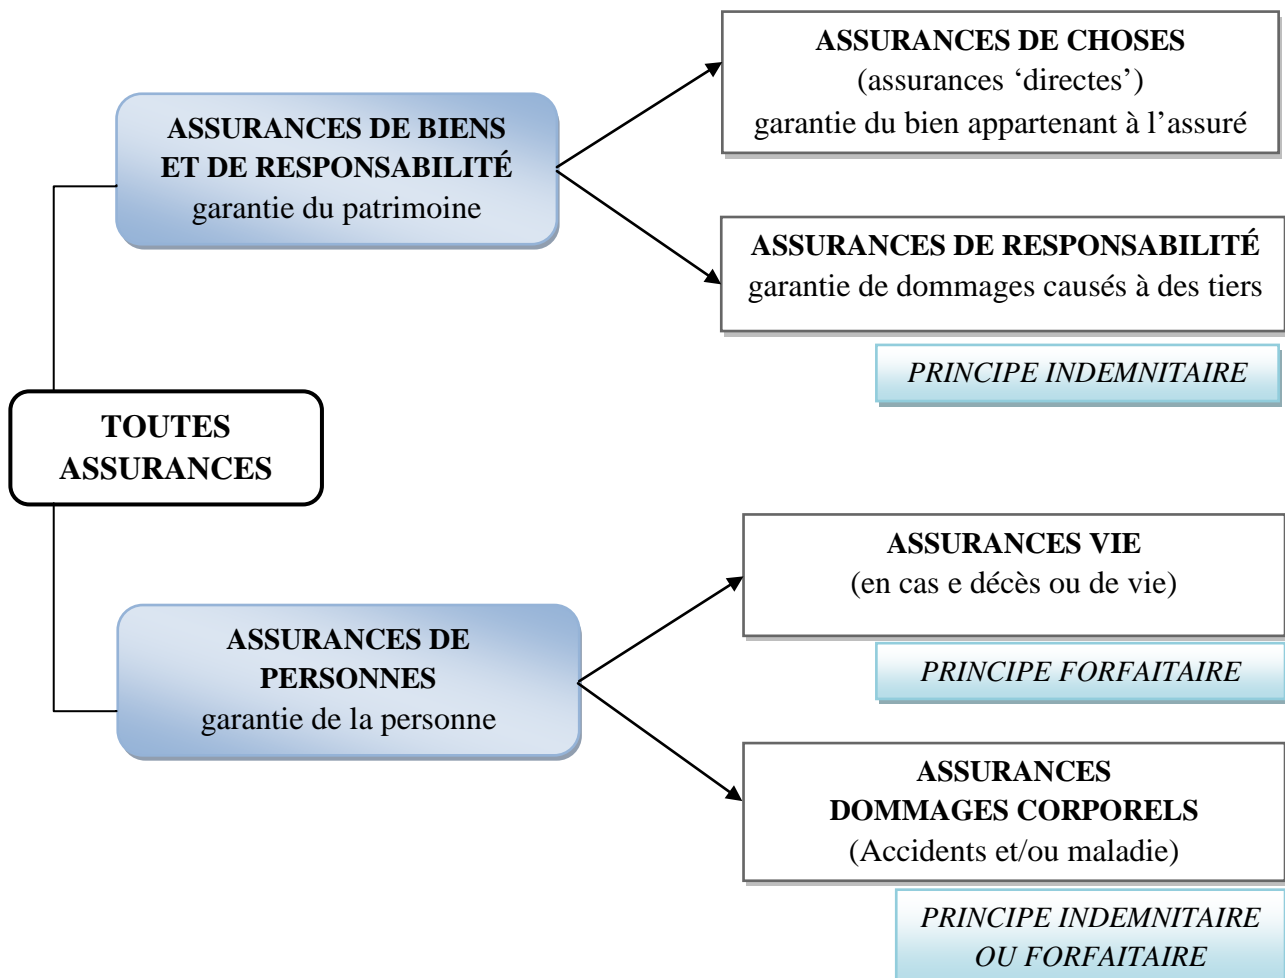 ASSURANCES DE CHOSES
(assurances ‘directes’)
garantie du bien appartenant à l’assuré
ASSURANCES DE BIENS
ET DE RESPONSABILITÉ
garantie du patrimoine
ASSURANCES DE RESPONSABILITÉ
garantie de dommages causés à des tiers
PRINCIPE INDEMNITAIRE
TOUTES
ASSURANCES
ASSURANCES VIE
(en cas e décès ou de vie)
PRINCIPE FORFAITAIRE
ASSURANCES DE
PERSONNES
garantie de la personne
ASSURANCES
DOMMAGES CORPORELS
(Accidents et/ou maladie)
PRINCIPE INDEMNITAIRE
OU FORFAITAIRE